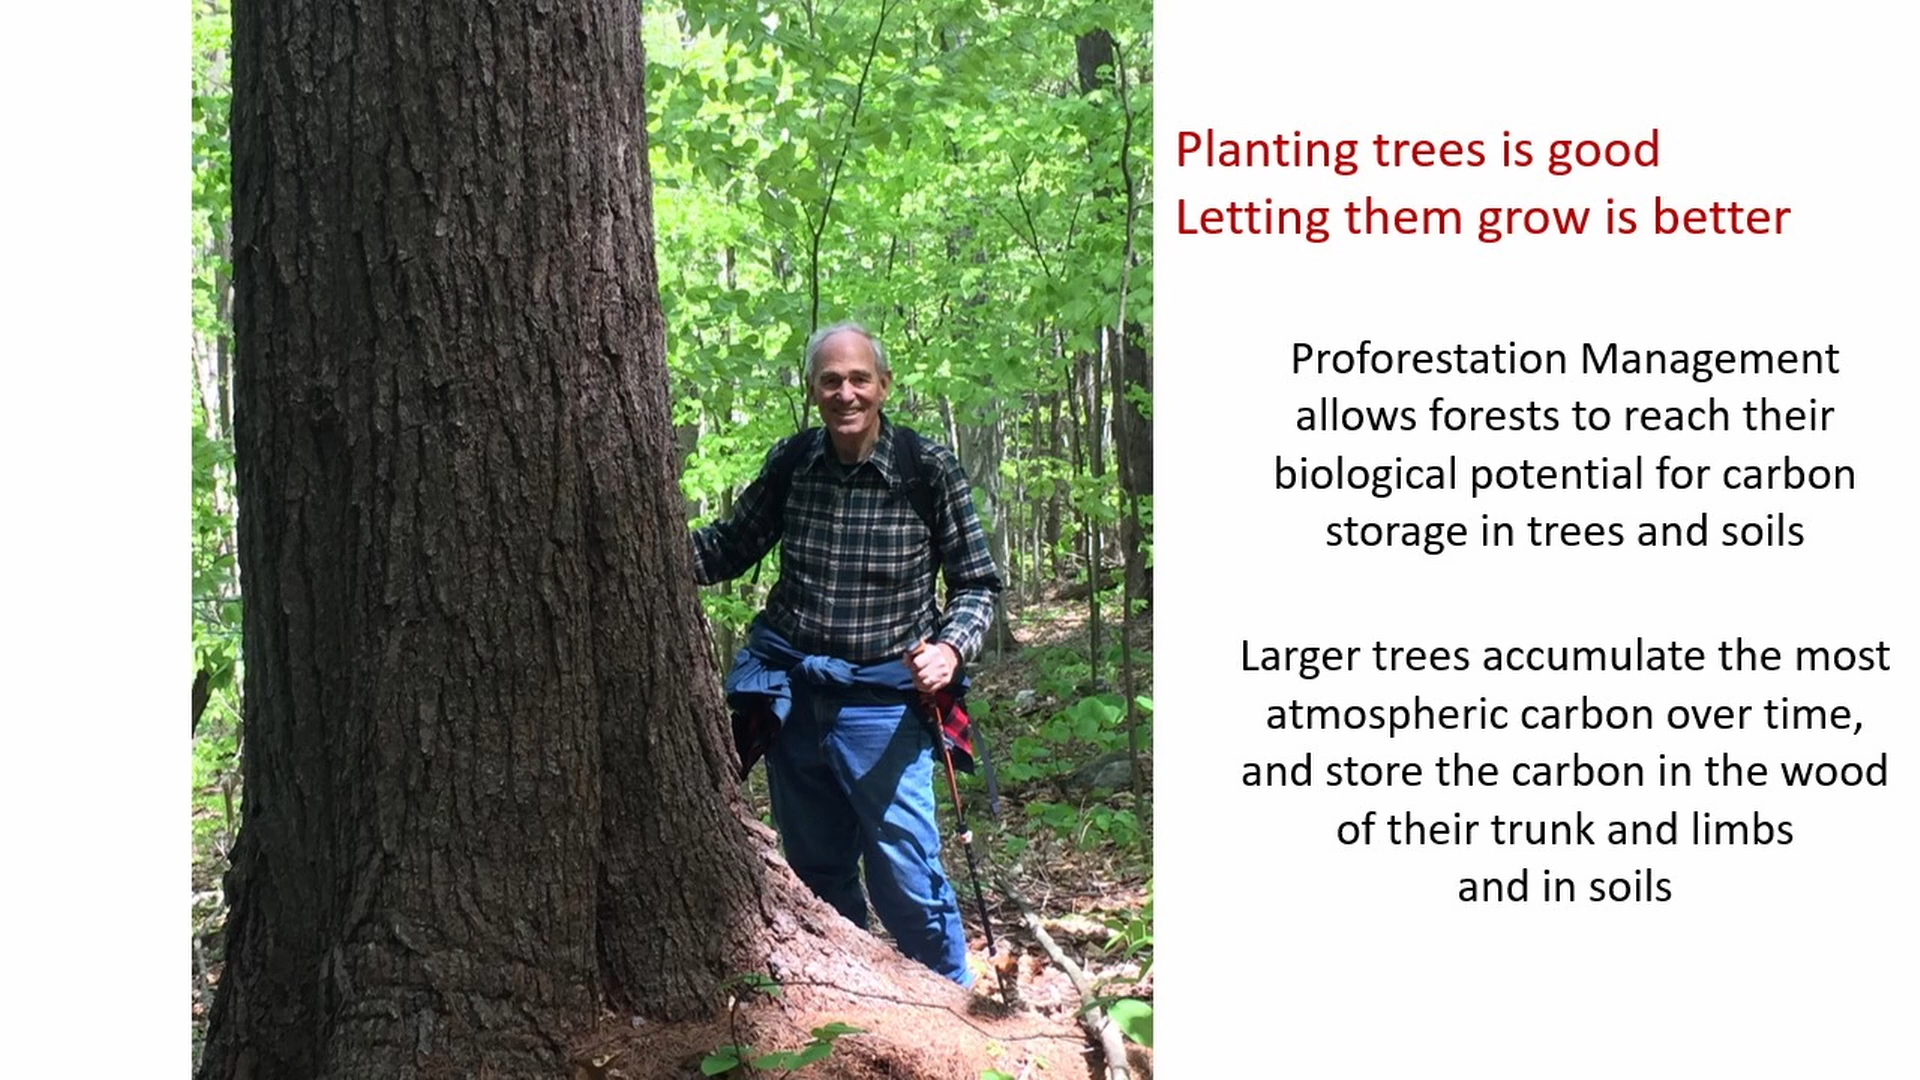 Planting trees is good
Letting them grow is better
Proforestation Management
allows forests to reach their
biological potential for carbon
storage in trees and soils
Larger trees accumulate the most
atmospheric carbon over time,
and store the carbon in the wood
of their trunk and limbs
and in soils